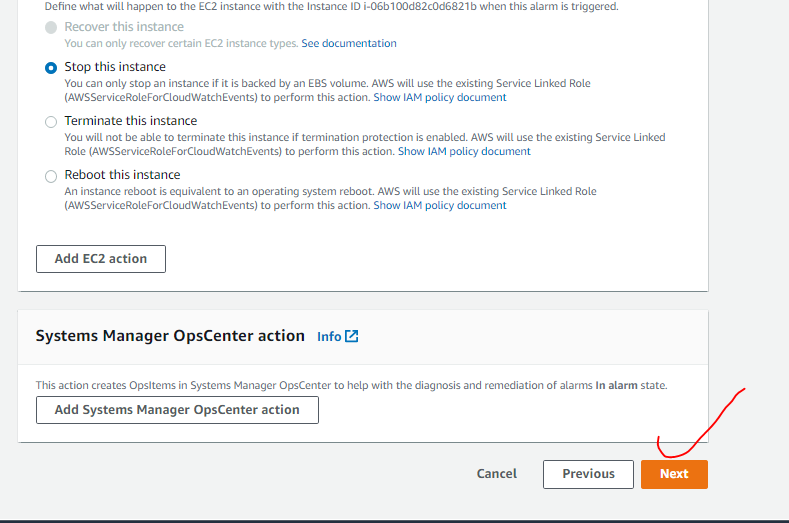 Define what will happen to the EC2 instance with the Instance ID i-06b100d82c0d6821b when this alarm is triggered.
Recover this instance
You can only recover certain EC2 instance types. See documentation
Stop this instance
You can only stop an instance if it is backed by an EBS volume. AWS will use the existing Service Linked Role
(AWSServiceRoleForCloudWatchEvents) to perform this action. Show IAM policy document
Terminate this instance
You will not be able to terminate this instance if termination protection is enabled. AWS will use the existing Service Linked
Role (AWSServiceRoleForCloudWatchEvents) to perform this action. Show IAM policy document
Reboot this instance
An instance reboot is equivalent to an operating system reboot. AWS will use the existing Service Linked Role
(AWSServiceRoleForCloudWatchEvents) to perform this action. Show IAM policy document
Add EC2 action
Systems Manager OpsCenter action Info
This action creates OpsItems in Systems Manager OpsCenter to help with the diagnosis and remediation of alarms In alarm state.
Add Systems Manager OpsCenter action
Cancel Previous Next